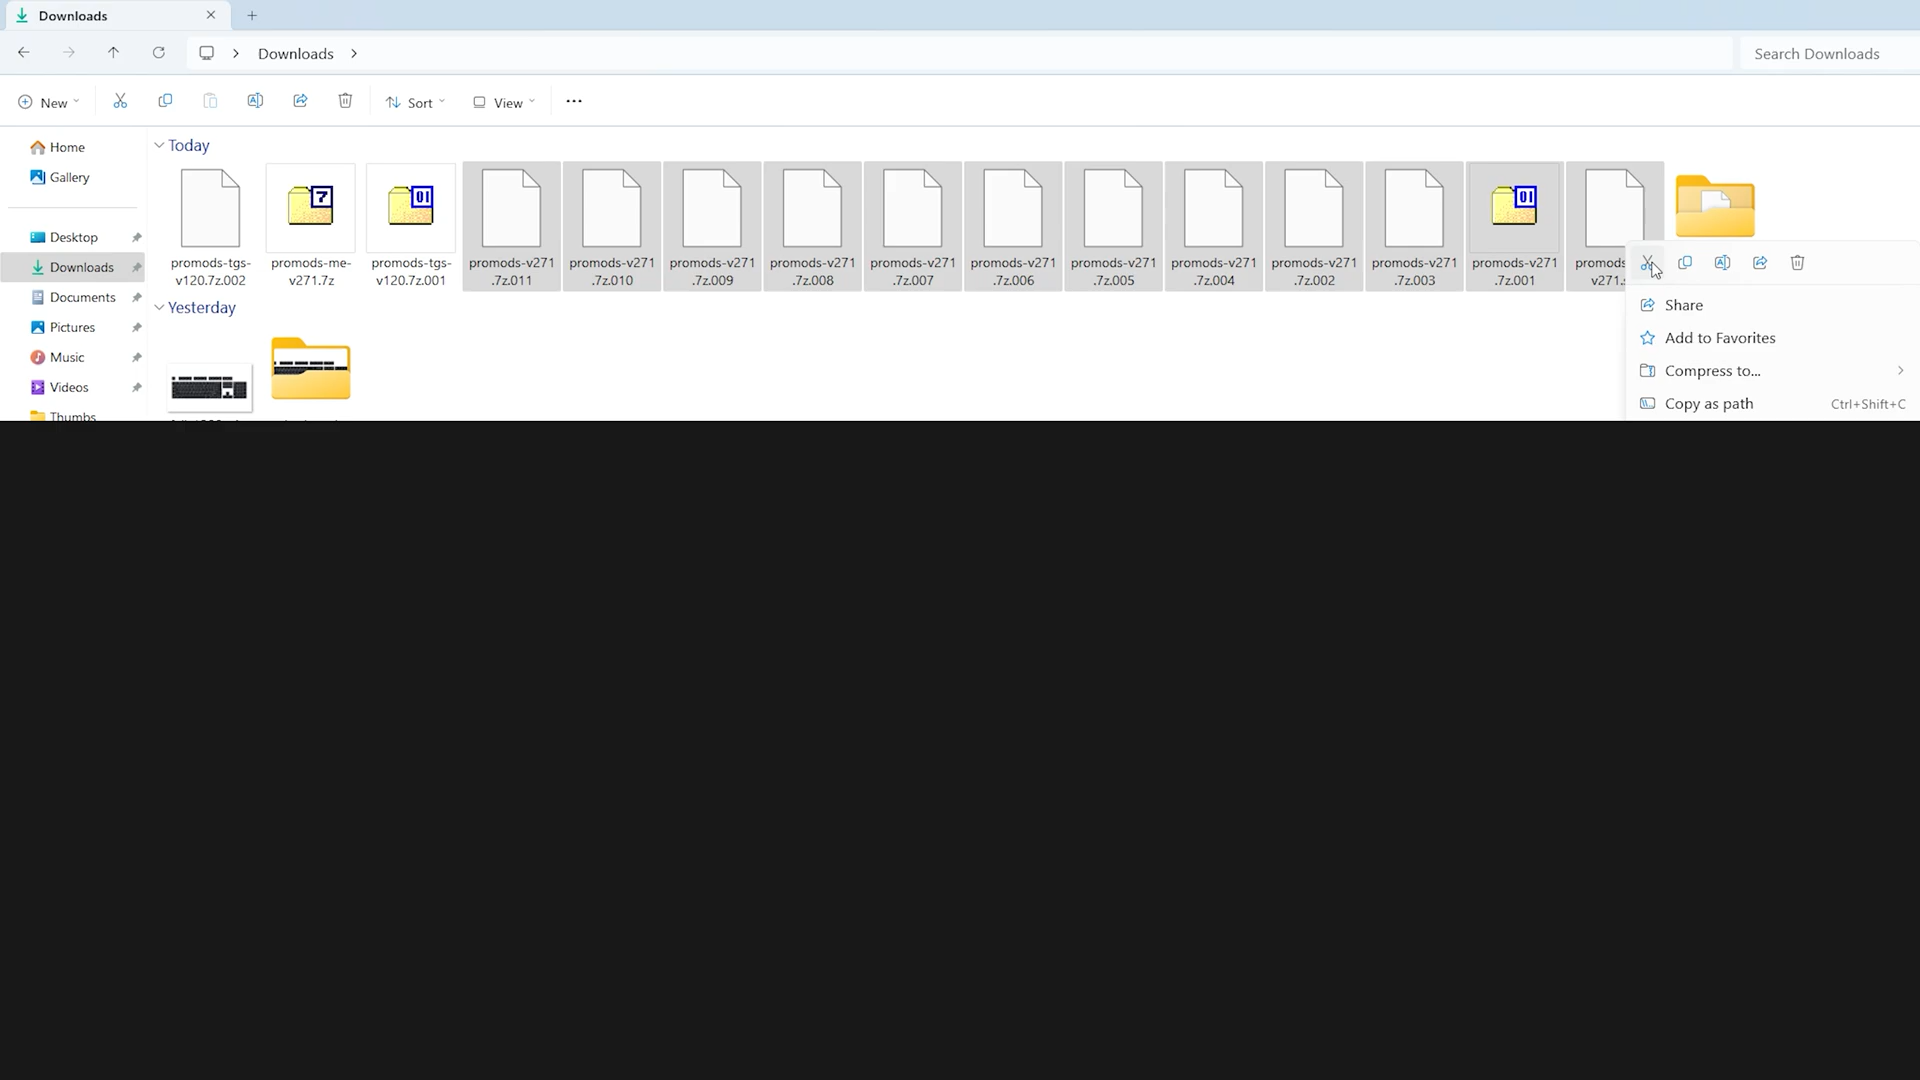 Downloads
Downloads
Search Downloads
New
Sort
View
Home
Gallery
Desktop
Downloads
Documents
Pictures
Music
Videos
Thumbs
Today
promods-tgs-
v120.7z.002
promods-me-
v271.7z
promods-tgs-
v120.7z.001
promods-v271
.7z.011
promods-v271
.7z.010
promods-v271
.7z.009
promods-v271
.7z.008
promods-v271
.7z.007
promods-v271
.7z.006
promods-v271
.7z.005
promods-v271
.7z.004
promods-v271
.7z.002
promods-v271
.7z.003
promods-v271
.7z.001
Yesterday
Share
Add to Favorites
Compress to...
Copy as path Ctrl+Shift+C